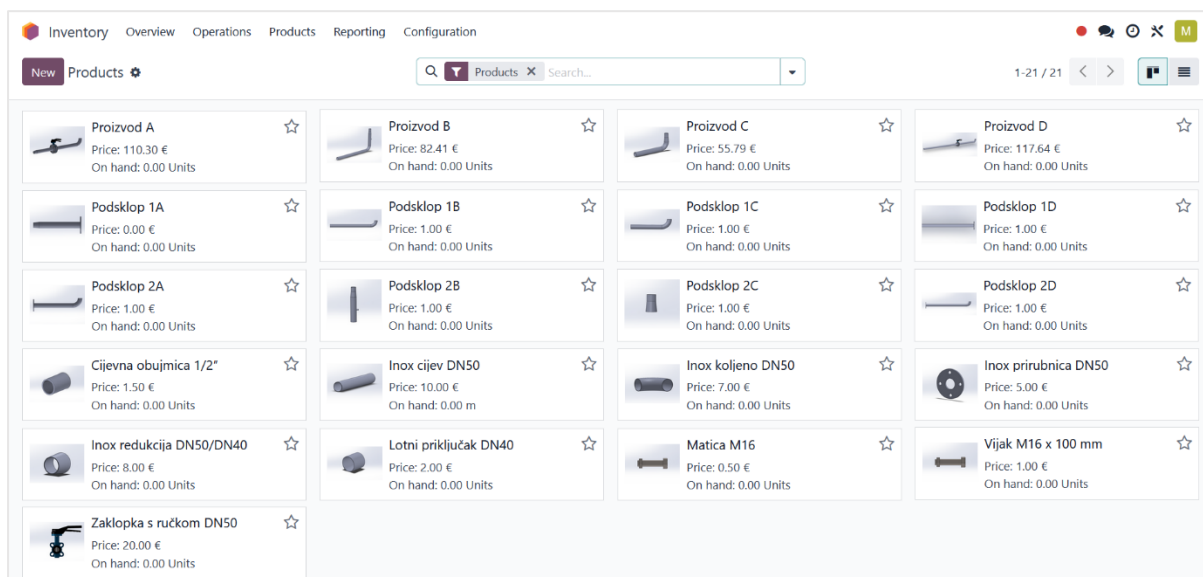 Inventory Overview Operations Products Reporting Configuration M
New Products Products Search... 1-21 / 21
Proizvod A
Price: 110.30 €
On hand: 0.00 Units
Proizvod B
Price: 82.41 €
On hand: 0.00 Units
Proizvod C
Price: 55.79 €
On hand: 0.00 Units
Proizvod D
Price: 117.64 €
On hand: 0.00 Units
Podsklop 1A
Price: 0.00 €
On hand: 0.00 Units
Podsklop 1B
Price: 1.00 €
On hand: 0.00 Units
Podsklop 1C
Price: 1.00 €
On hand: 0.00 Units
Podsklop 1D
Price: 1.00 €
On hand: 0.00 Units
Podsklop 2A
Price: 1.00 €
On hand: 0.00 Units
Podsklop 2B
Price: 1.00 €
On hand: 0.00 Units
Podsklop 2C
Price: 1.00 €
On hand: 0.00 Units
Podsklop 2D
Price: 1.00 €
On hand: 0.00 Units
Cijevna obujmica 1/2"
Price: 1.50 €
On hand: 0.00 Units
Inox cijev DN50
Price: 10.00 €
On hand: 0.00 m
Inox koljeno DN50
Price: 7.00 €
On hand: 0.00 Units
Inox prirubnica DN50
Price: 5.00 €
On hand: 0.00 Units
Inox redukcija DN50/DN40
Price: 8.00 €
On hand: 0.00 Units
Lotni priključak DN40
Price: 2.00 €
On hand: 0.00 Units
Matica M16
Price: 0.50 €
On hand: 0.00 Units
Vijak M16 x 100 mm
Price: 1.00 €
On hand: 0.00 Units
Zaklopka s ručkom DN50
Price: 20.00 €
On hand: 0.00 Units